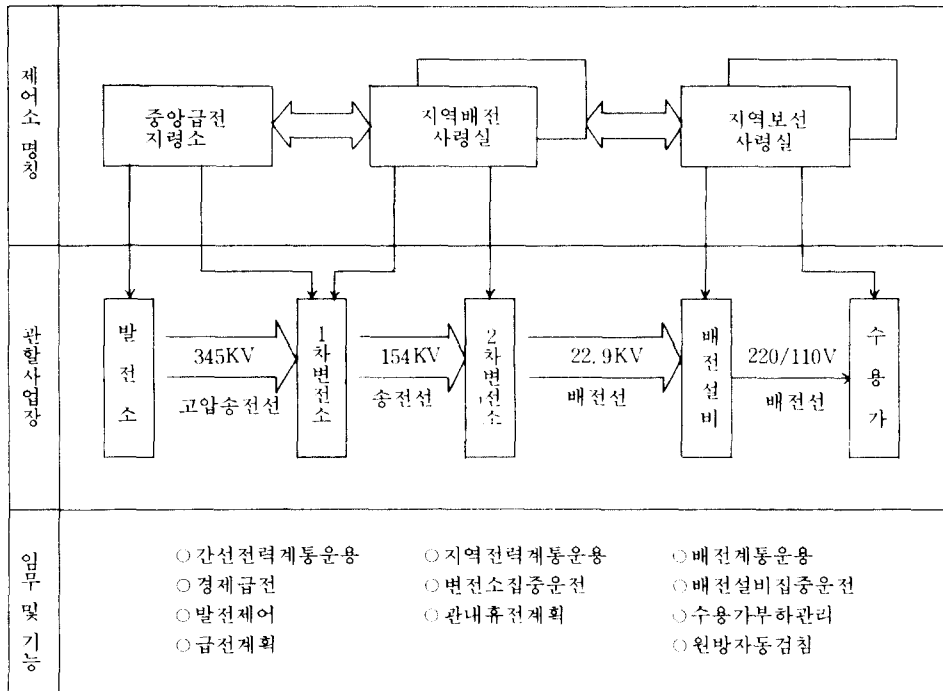 제어소 명칭
중앙급전
지령소
지역배전
사령실
지역보선
사령실
관할사업장
발전소
345KV
고압송전선
1차변전소
154KV
송전선
2차변전소
22.9KV
배전선
배전설비
220/110V
배전선
수용가
임무 및 기능
○간선전력계통운용
○경제급전
○발전제어
○급전계획
○지역전력계통운용
○변전소집중운전
○관내휴전계획
○배전계통운용
○배전설비집중운전
○수용가부하관리
○원방자동검침